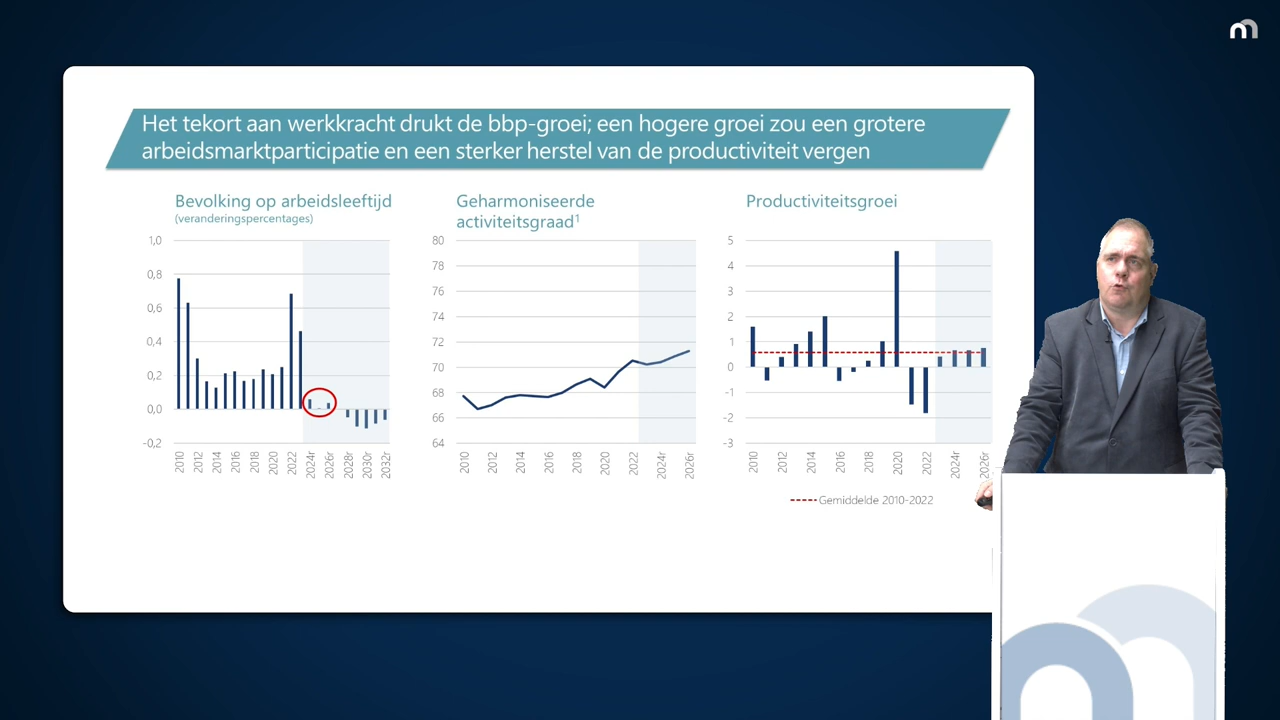 Het tekort aan werkkracht drukt de bbp-groei; een hogere groei zou een grotere
arbeidsmarktparticipatie en een sterker herstel van de productiviteit vergen
Bevolking op arbeidsleeftijd
(veranderingspercentages)
1,0
0,8
0,6
0,4
0,2
0,0
-0,2
2010
2012
2014
2016
2018
2020
2022
2024r
2026r
2028r
2030r
2032r
Geharmoniseerde
activiteitsgraad¹
80
78
76
74
72
70
68
66
64
2010
2012
2014
2016
2018
2020
2022
2024r
2026r
Productiviteitsgroei
5
4
3
2
1
0
-1
-2
-3
2010
2012
2014
2016
2018
2020
2022
2024r
2026r
Gemiddelde 2010-2022